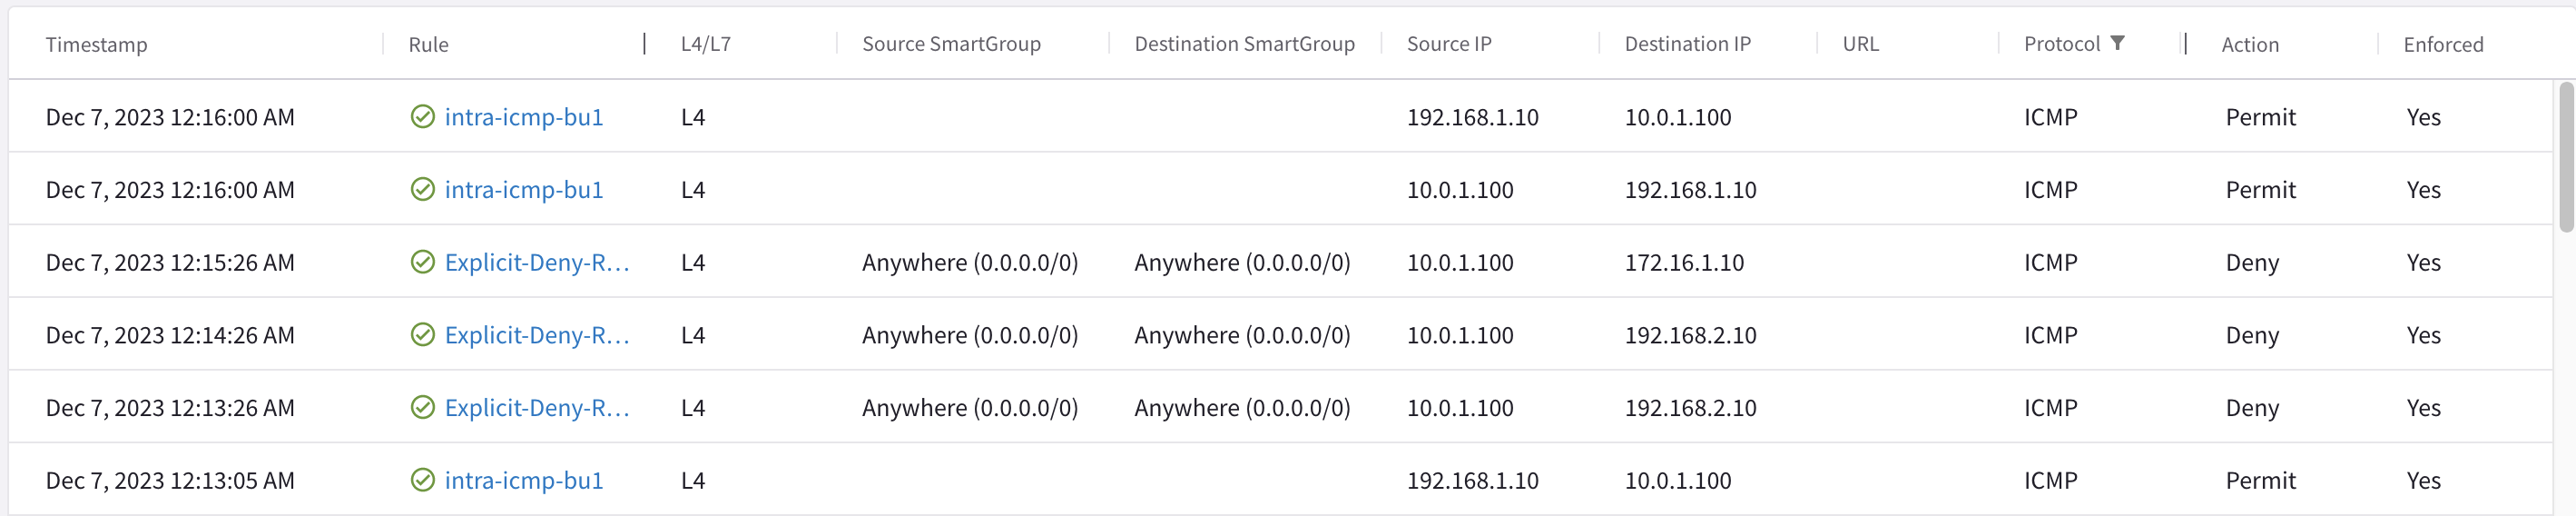 Timestamp Rule L4/L7 Source SmartGroup Destination SmartGroup Source IP Destination IP URL Protocol Action Enforced
Dec 7, 2023 12:16:00 AM intra-icmp-bu1 L4 192.168.1.10 10.0.1.100 ICMP Permit Yes
Dec 7, 2023 12:16:00 AM intra-icmp-bu1 L4 10.0.1.100 192.168.1.10 ICMP Permit Yes
Dec 7, 2023 12:15:26 AM Explicit-Deny-R... L4 Anywhere (0.0.0.0/0) Anywhere (0.0.0.0/0) 10.0.1.100 172.16.1.10 ICMP Deny Yes
Dec 7, 2023 12:14:26 AM Explicit-Deny-R... L4 Anywhere (0.0.0.0/0) Anywhere (0.0.0.0/0) 10.0.1.100 192.168.2.10 ICMP Deny Yes
Dec 7, 2023 12:13:26 AM Explicit-Deny-R... L4 Anywhere (0.0.0.0/0) Anywhere (0.0.0.0/0) 10.0.1.100 192.168.2.10 ICMP Deny Yes
Dec 7, 2023 12:13:05 AM intra-icmp-bu1 L4 192.168.1.10 10.0.1.100 ICMP Permit Yes